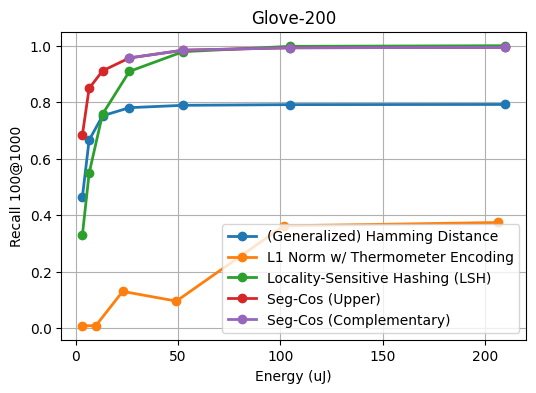 Glove-200
Recall 100@1000
1.0
0.8
0.6
0.4
0.2
0.0
(Generalized) Hamming Distance
L1 Norm w/ Thermometer Encoding
Locality-Sensitive Hashing (LSH)
Seg-Cos (Upper)
Seg-Cos (Complementary)
0 50 100 150 200
Energy (uJ)